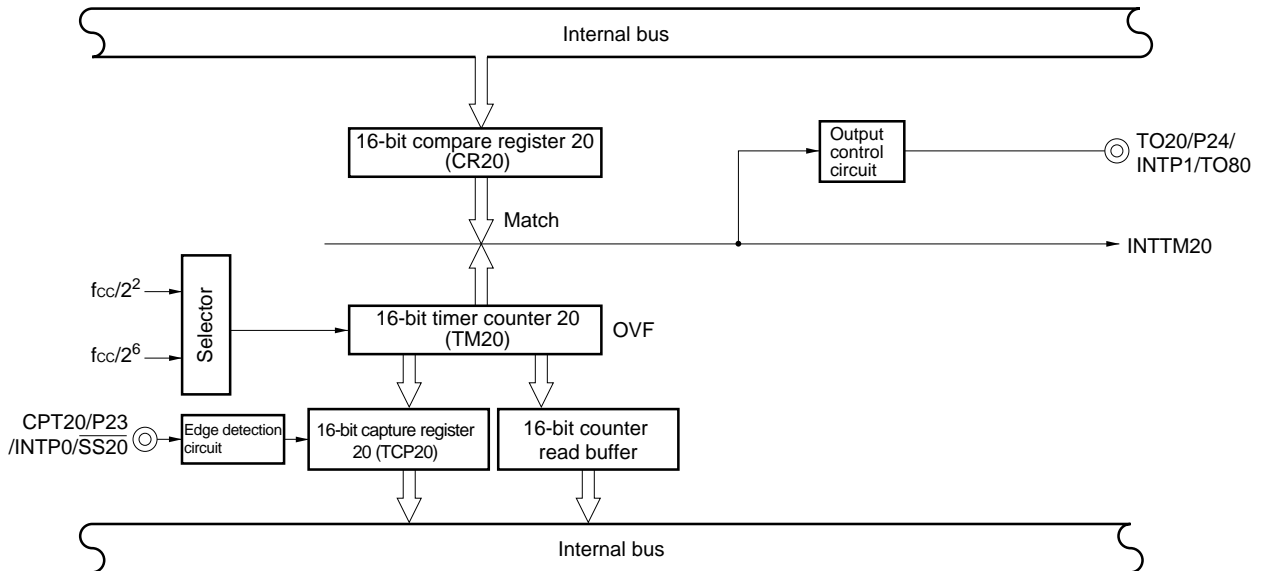 Internal bus
16-bit compare register 20
(CR20)
Output
control
circuit
TO20/P24/
INTP1/TO80
Match
INTTM20
Selector
fcc/2²
fcc/2⁶
16-bit timer counter 20
(TM20)
OVF
CPT20/P23
/INTP0/S̅S̅2̅0̅
Edge detection
circuit
16-bit capture register
20 (TCP20)
16-bit counter
read buffer
Internal bus